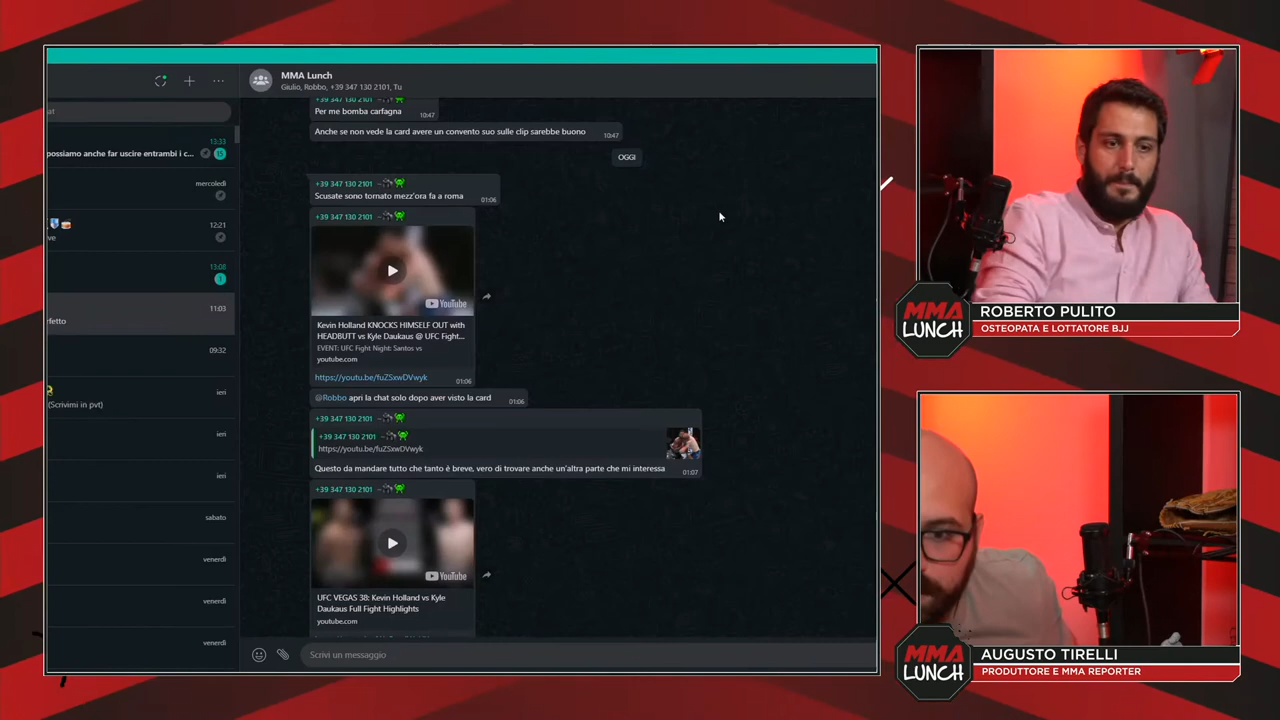 MMA Lunch
Giulio, Robbo, +39 347 130 2101, Tu
at
+39 347 130 2101
Per me bomba carfagna
10:47
Anche se non vede la card avere un convento suo sulle clip sarebbe buono
10:47
OGGI
13:33
possiamo anche far uscire entrambi i c...
15
mercoledì
12:21
ve
13:08
1
11:03
rfetto
09:32
ieri
(Scrivimi in pvt)
ieri
ieri
sabato
venerdì
venerdì
venerdì
+39 347 130 2101
Scusate sono tornato mezz'ora fa a roma
01:06
+39 347 130 2101
YouTube
Kevin Holland KNOCKS HIMSELF OUT with
HEADBUTT vs Kyle Daukaus @ UFC Fight...
EVENT: UFC Fight Night: Santos vs
youtube.com
https://youtu.be/fuZSxwDVwyk
01:06
@Robbo apri la chat solo dopo aver visto la card
01:06
+39 347 130 2101
+39 347 130 2101
https://youtu.be/fuZSxwDVwyk
Questo da mandare tutto che tanto è breve, vero di trovare anche un'altra parte che mi interessa
01:07
+39 347 130 2101
YouTube
UFC VEGAS 38: Kevin Holland vs Kyle
Daukaus Full Fight Highlights
youtube.com
Scrivi un messaggio
MMA
LUNCH
ROBERTO PULITO
OSTEOPATA E LOTTATORE BJJ
MMA
LUNCH
AUGUSTO TIRELLI
PRODUTTORE E MMA REPORTER